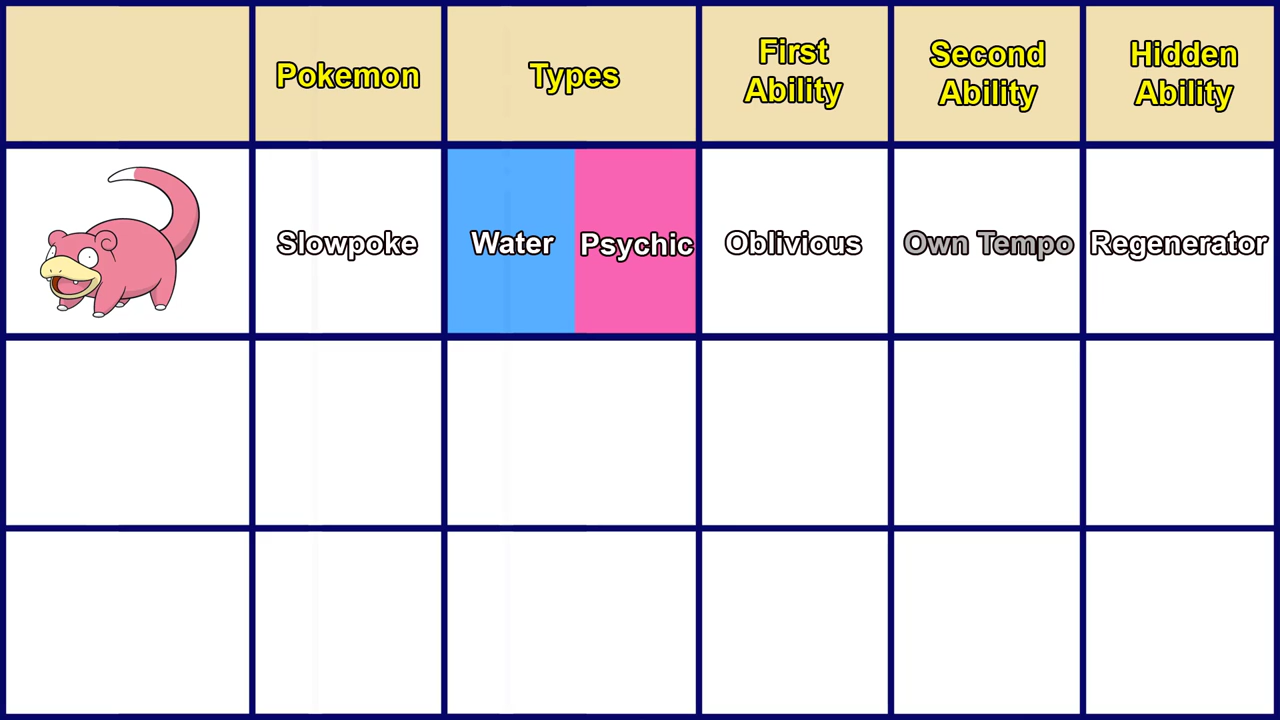 Pokemon
Types
First
Ability
Second
Ability
Hidden
Ability
Slowpoke
Water
Psychic
Oblivious
Own Tempo
Regenerator